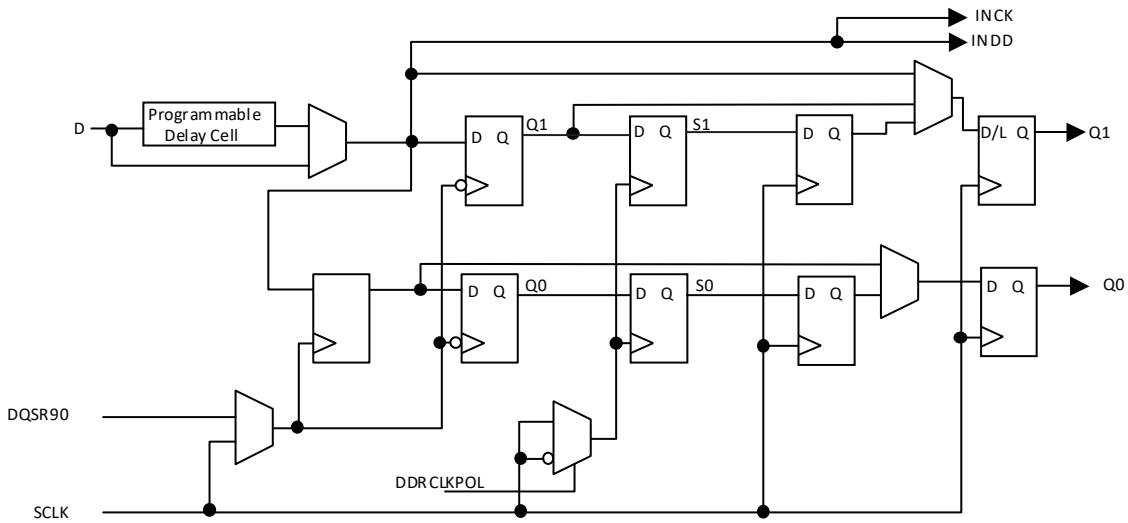 INCK
INDD
Programmable
Delay Cell
D
D Q
Q1
D Q
S1
D Q
D/L Q
Q1
D Q
Q0
D Q
S0
D Q
D Q
Q0
DQSR90
DDRCLKPOL
SCLK